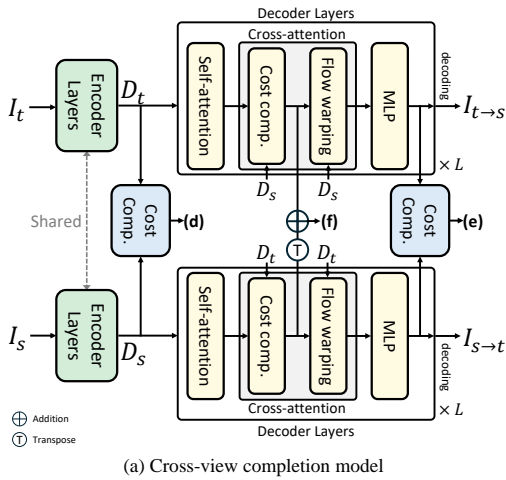 Decoder Layers
Cross-attention
I_t
Encoder Layers
D_t
Self-attention
Cost comp.
Flow warping
MLP
decoding
I_{t→s}
× L
D_s
D_s
Shared
Cost Comp.
(d)
(f)
T
Cost Comp.
(e)
D_t
D_t
I_s
Encoder Layers
D_s
Self-attention
Cost comp.
Flow warping
MLP
decoding
I_{s→t}
× L
Cross-attention
Decoder Layers
Addition
T Transpose
(a) Cross-view completion model